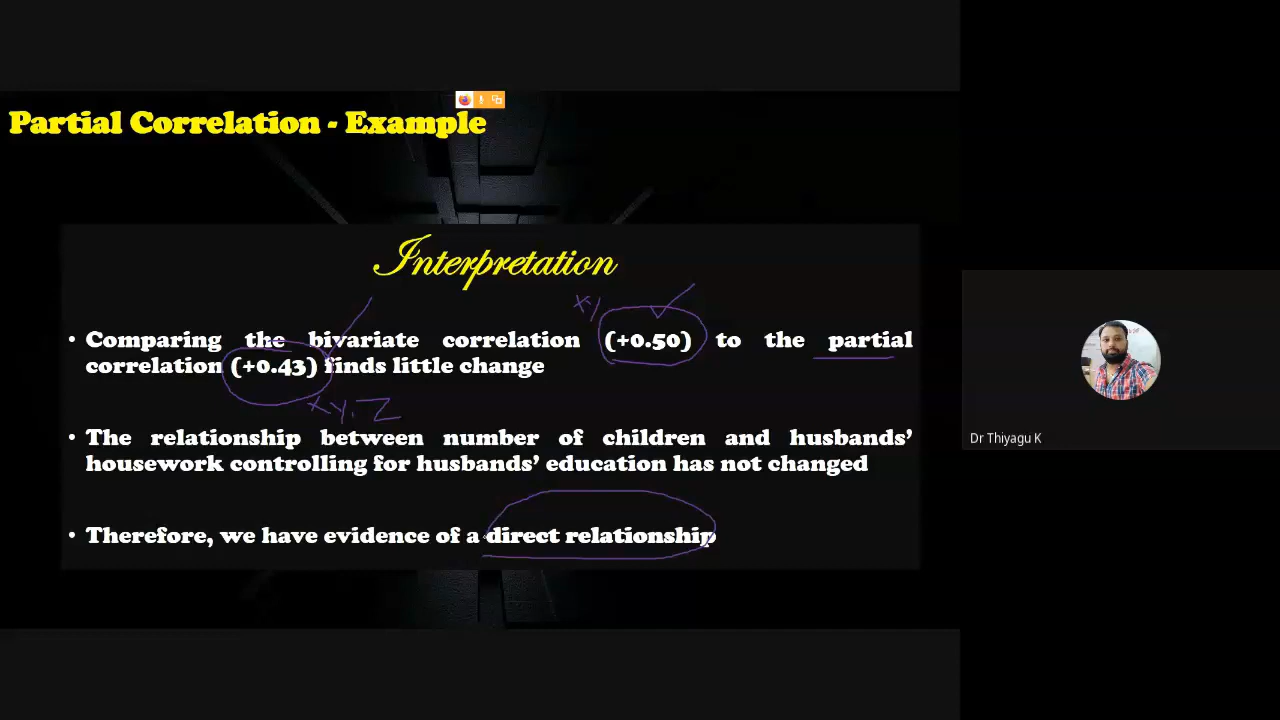 Partial Correlation - Example
Interpretation
xy
• Comparing the bivariate correlation (+0.50) to the partial
correlation (+0.43) finds little change
xy.z
• The relationship between number of children and husbands’
housework controlling for husbands’ education has not changed
• Therefore, we have evidence of a direct relationship
Dr Thiyagu K